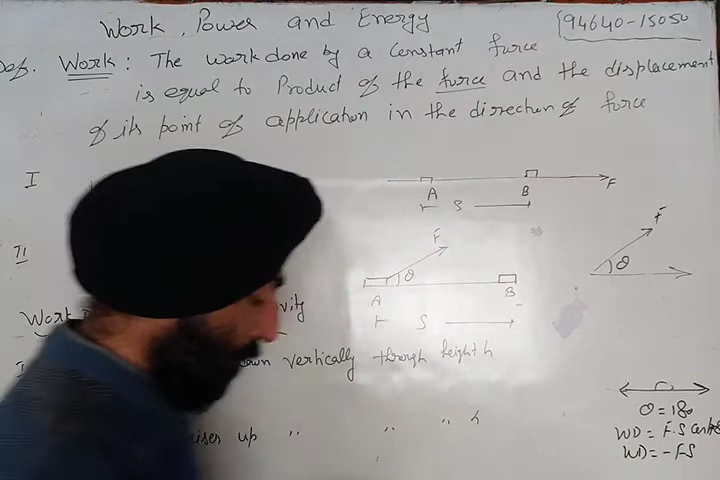 Work, Power and Energy
94640-15050
Def. Work : The work done by a Constant force
is equal to Product of the force and the displacement
of its point of application in the direction of force
I
A B F
S
II
F θ
A B
S
F
θ
Work
vertically through height h
up " " " h
θ = 180
WD = F.S
WD = -FS